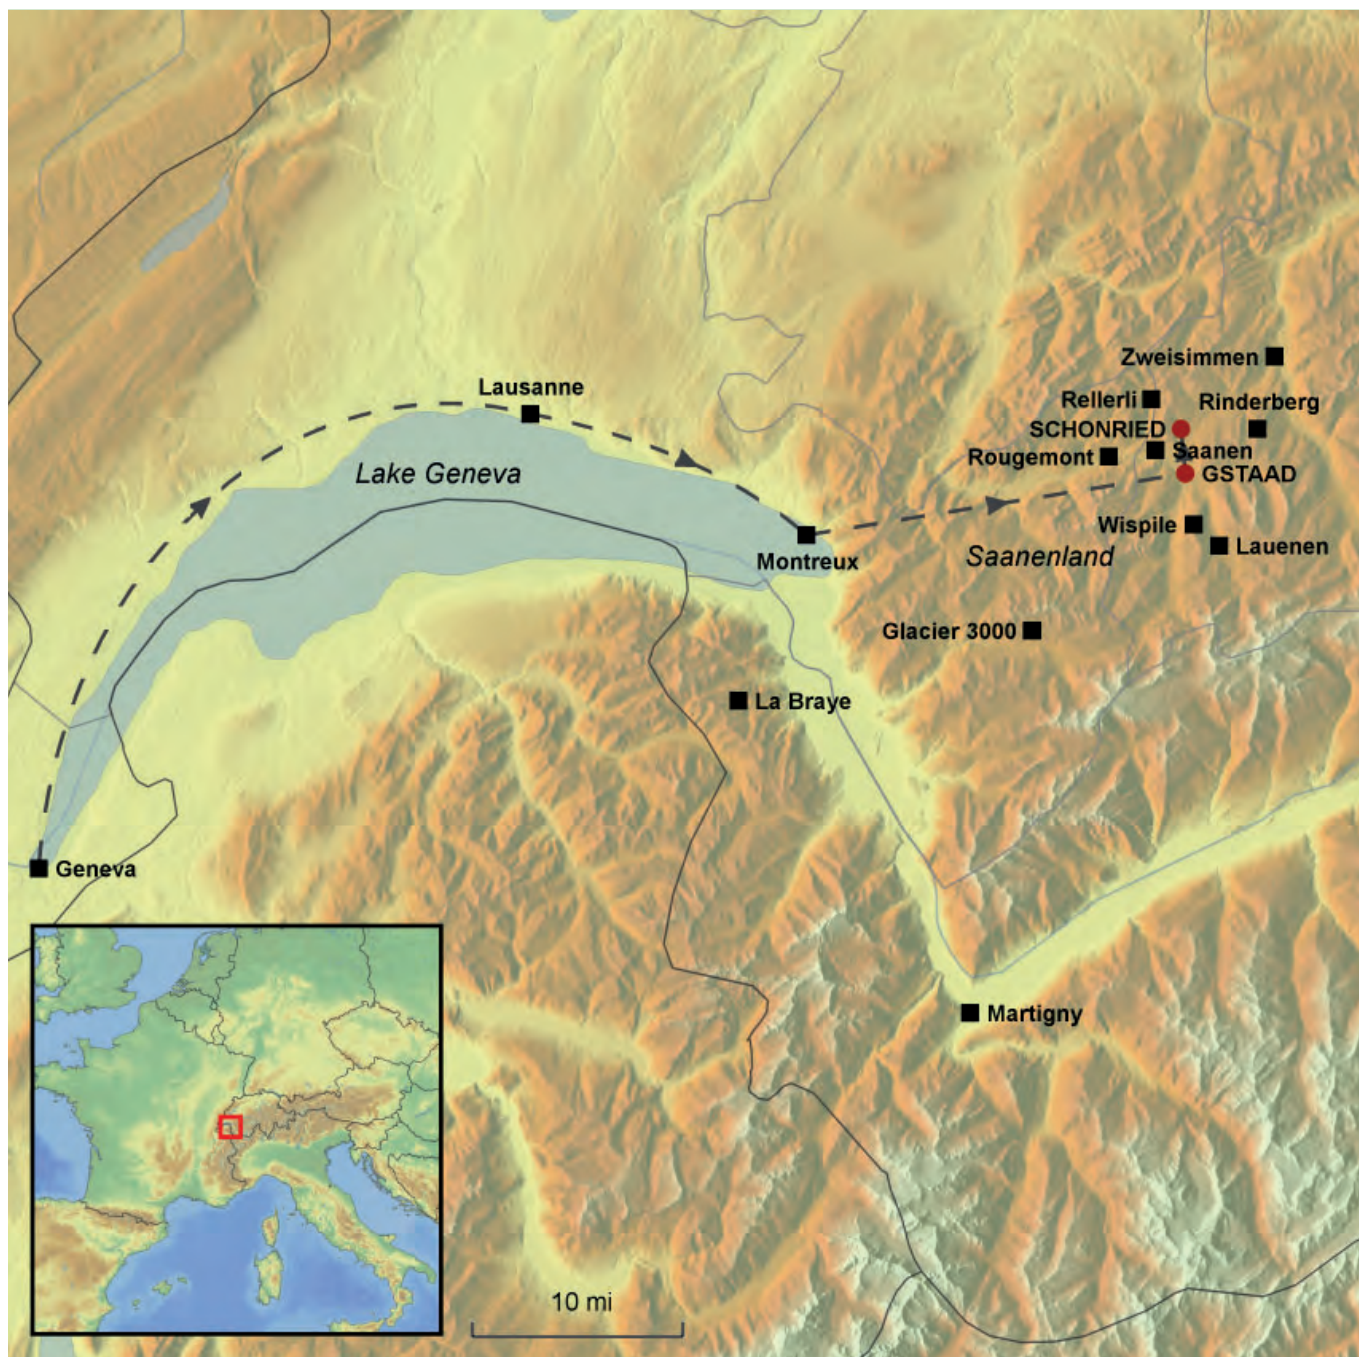 Zweisimmen
Lausanne
Rellerli
Rinderberg
SCHONRIED
Saanen
Rougemont
Lake Geneva
GSTAAD
Wispile
Lauenen
Montreux
Saanenland
Glacier 3000
La Braye
Geneva
Martigny
10 mi